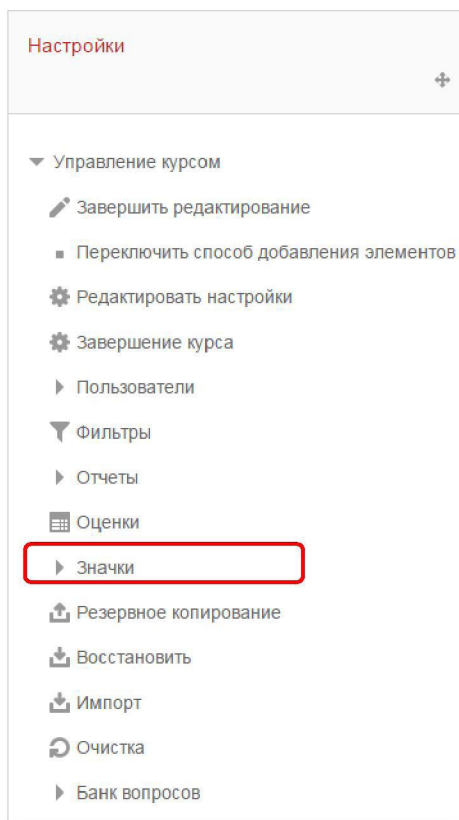 Настройки
Управление курсом
Завершить редактирование
Переключить способ добавления элементов
Редактировать настройки
Завершение курса
Пользователи
Фильтры
Отчеты
Оценки
Значки
Резервное копирование
Восстановить
Импорт
Очистка
Банк вопросов